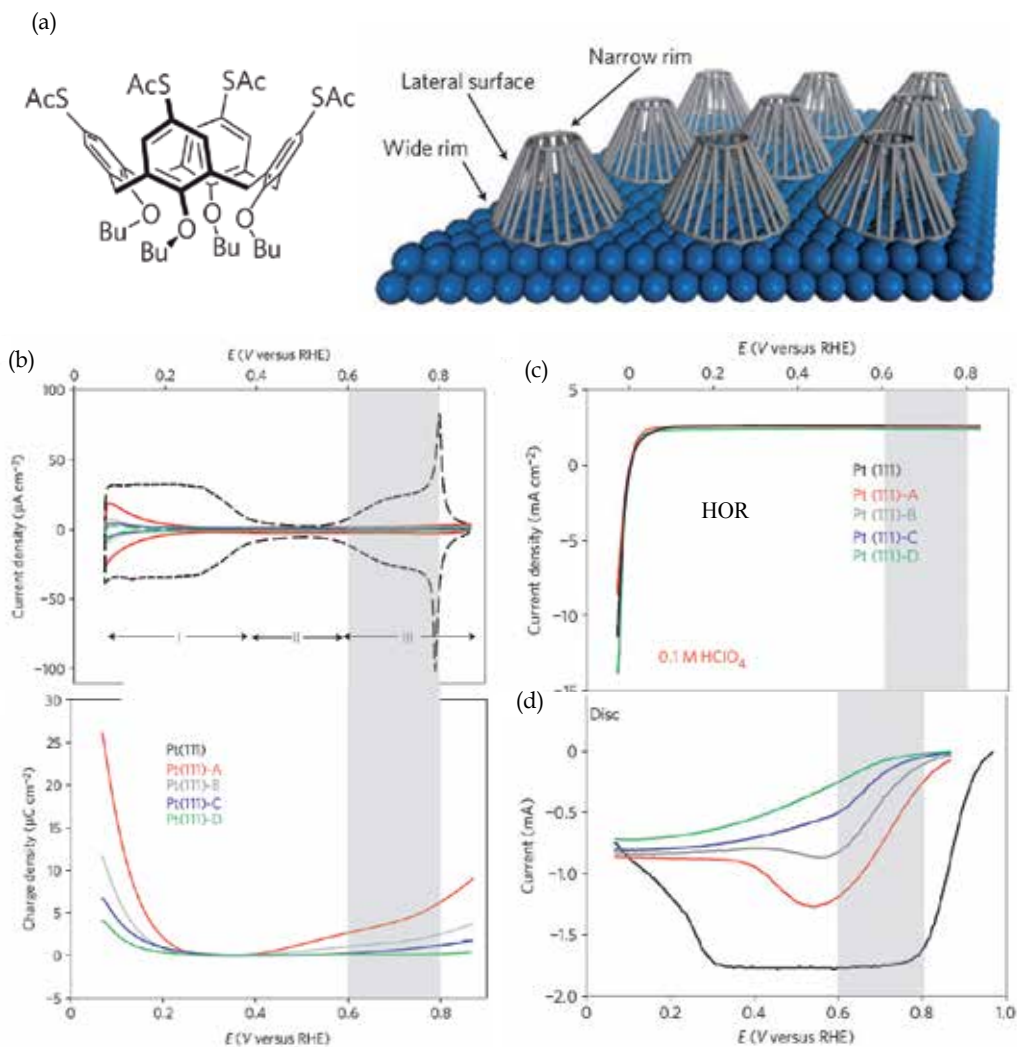 (a)
AcS
AcS
SAc
SAc
O
O
O
O
Bu
Bu
Bu
Bu
Narrow rim
Lateral surface
Wide rim
(b)
E (V versus RHE)
0 0.2 0.4 0.6 0.8
100
50
0
−50
−100
Current density (µA cm⁻²)
I II III
30
25
20
15
10
5
0
−5
Charge density (µC cm⁻²)
Pt(111)
Pt(111)-A
Pt(111)-B
Pt(111)-C
Pt(111)-D
0 0.2 0.4 0.6 0.8
E (V versus RHE)
(c)
E (V versus RHE)
0 0.2 0.4 0.6 0.8
5
0
−5
−10
−15
Current density (mA cm⁻²)
HOR
Pt (111)
Pt (111)-A
Pt (111)-B
Pt (111)-C
Pt (111)-D
0.1 M HClO₄
(d)
Disc
0
−0.5
−1.0
−1.5
−2.0
Current (mA)
0 0.2 0.4 0.6 0.8 1.0
E (V versus RHE)